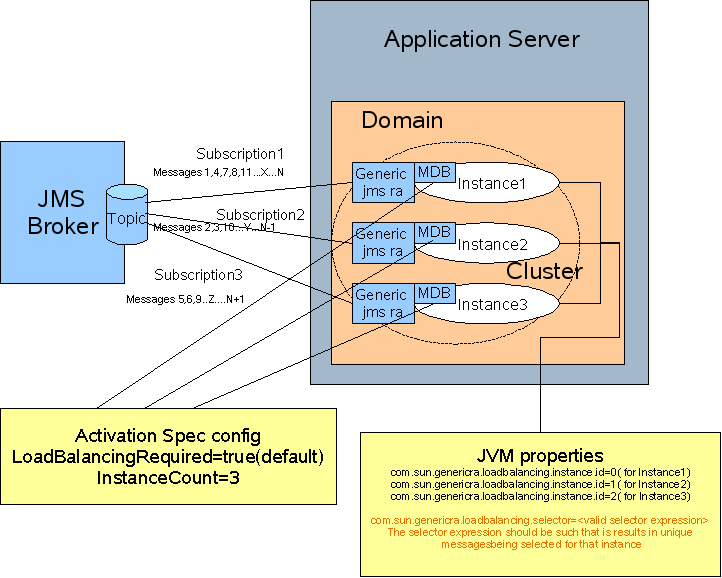 Application Server
Domain
JMS
Broker
Topic
Subscription1
Messages 1,4,7,8,11...X...N
Subscription2
Messages 2,3,10...Y...N-1
Subscription3
Messages 5,6,9..Z....N+1
Generic
jms ra
MDB
Instance1
Generic
jms ra
MDB
Instance2
Cluster
Generic
jms ra
MDB
Instance3
Activation Spec config
LoadBalancingRequired=true(default)
InstanceCount=3
JVM properties
com.sun.genericra.loadbalancing.instance.id=0( for Instance1)
com.sun.genericra.loadbalancing.instance.id=1( for Instance2)
com.sun.genericra.loadbalancing.instance.id=2( for Instance3)
com.sun.genericra.loadbalancing.selector=<valid selector expression>
The selector expression should be such that is results in unique
messagesbeing selected for that instance